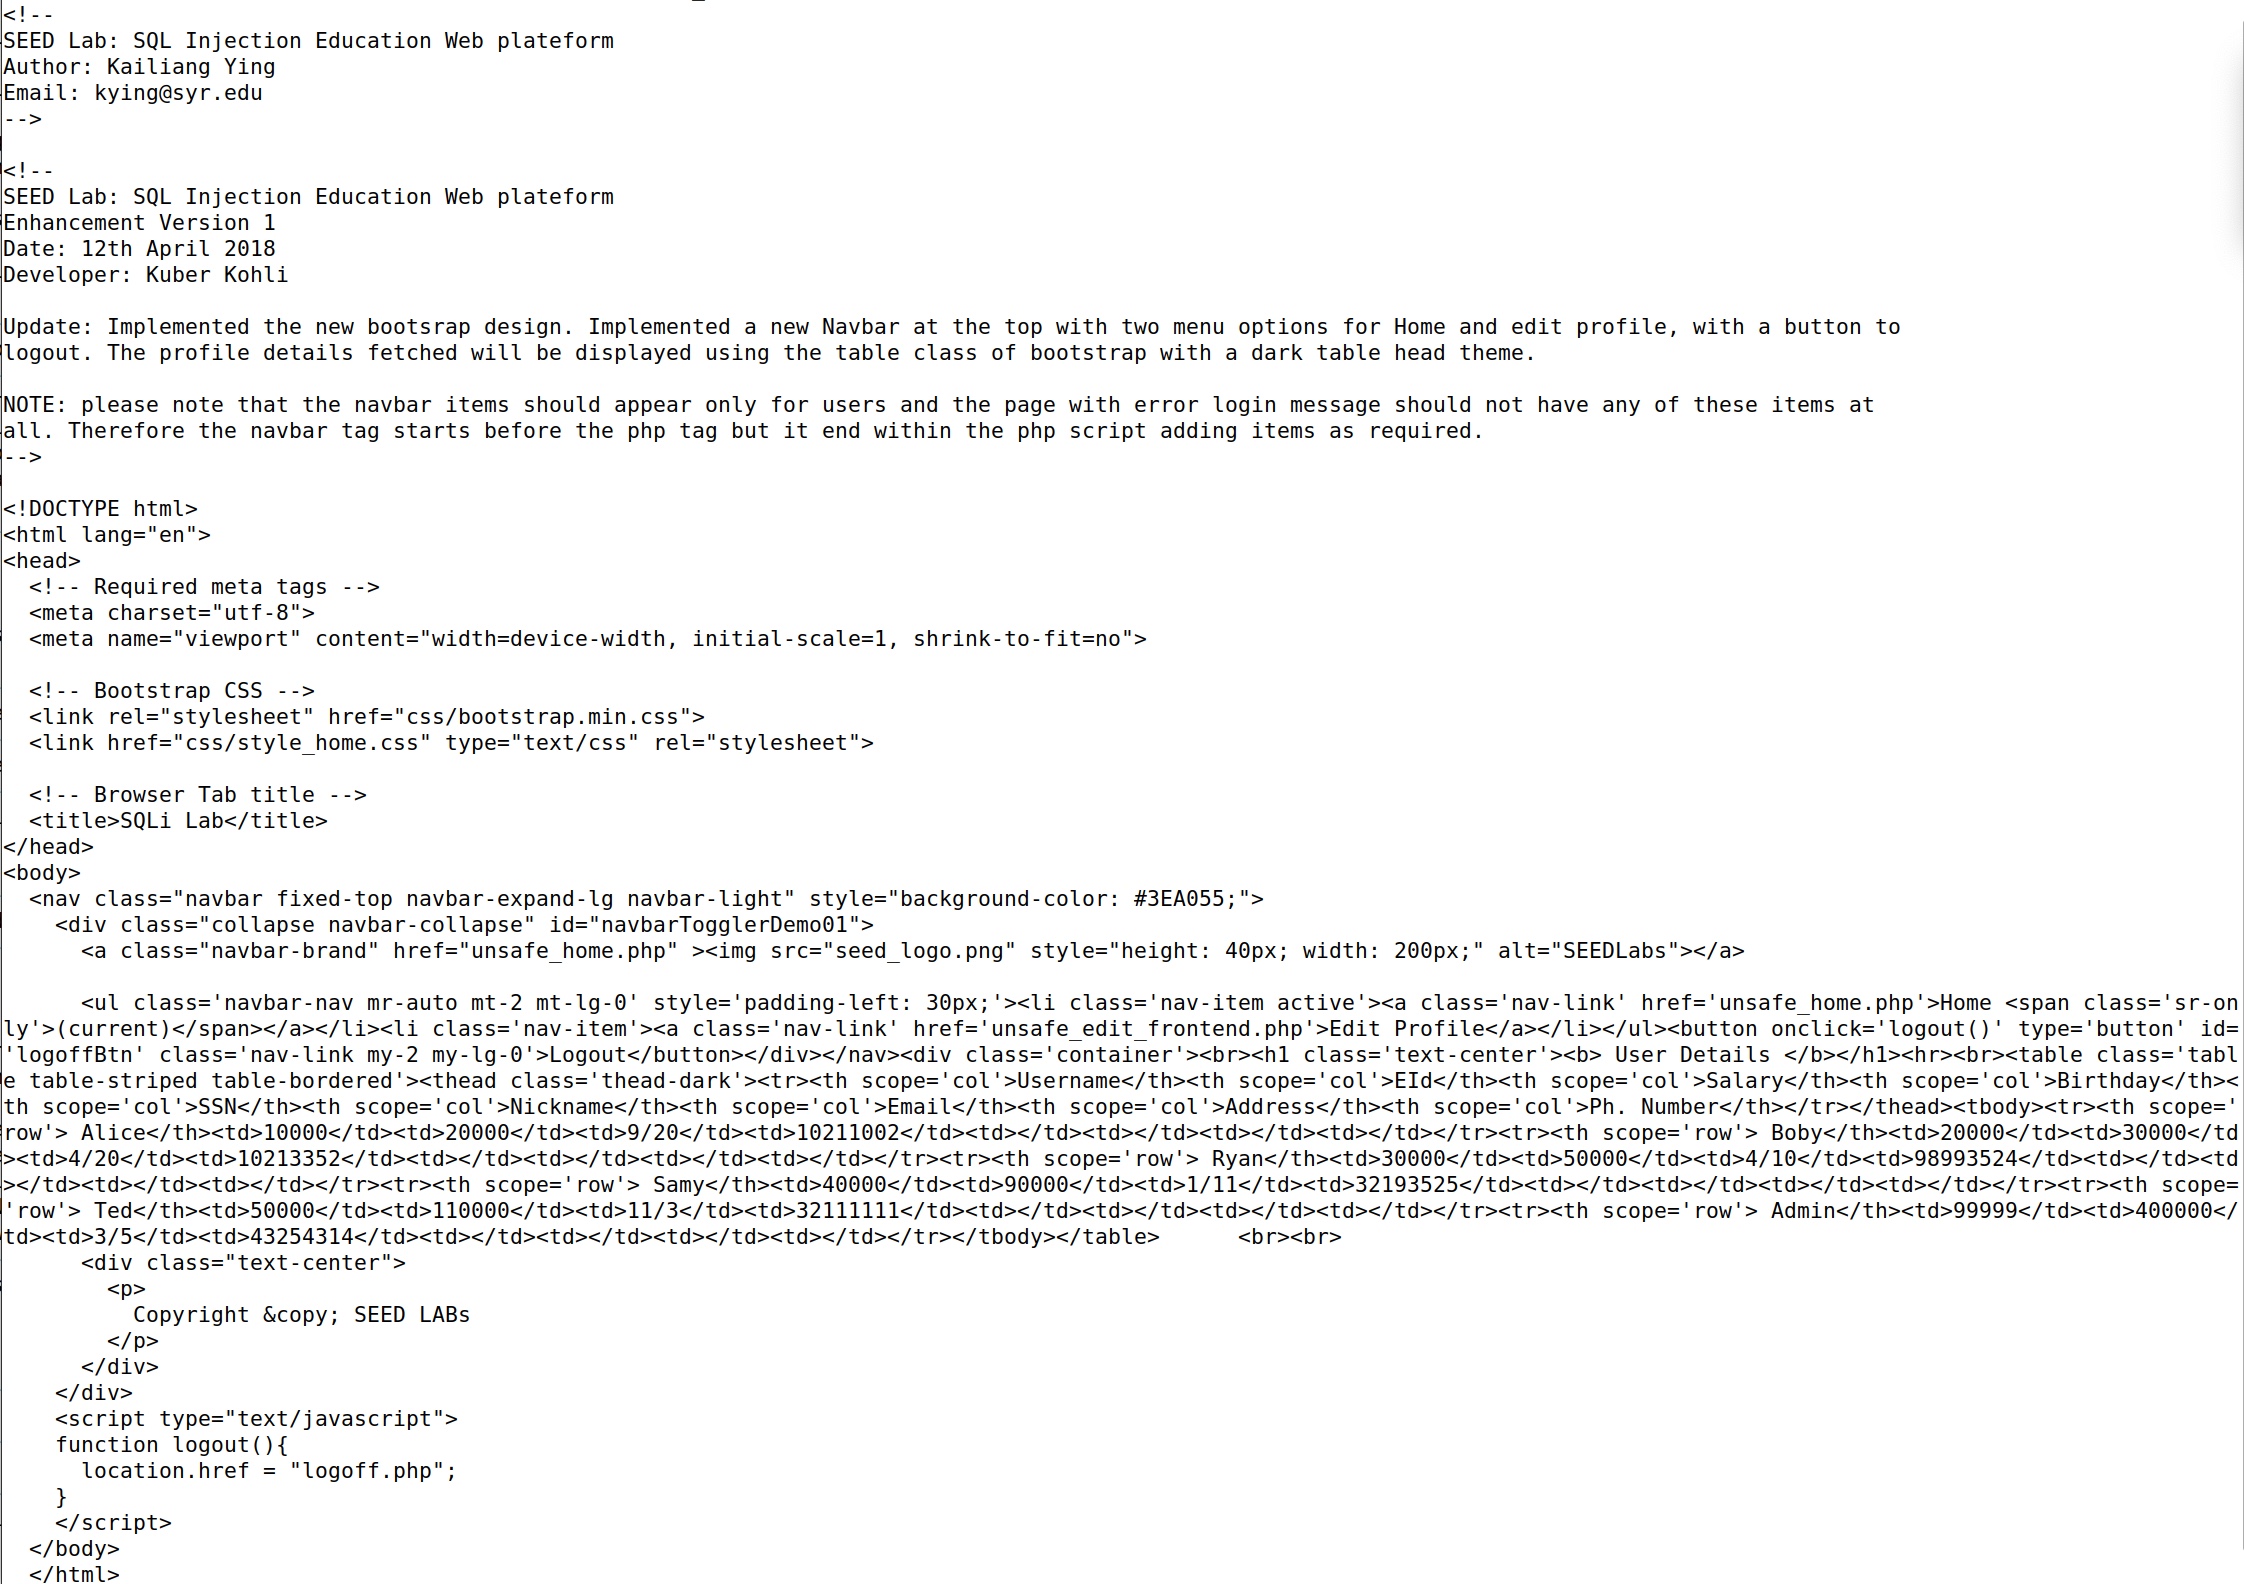 <!--
SEED Lab: SQL Injection Education Web plateform
Author: Kailiang Ying
Email: kying@syr.edu
-->
<!--
SEED Lab: SQL Injection Education Web plateform
Enhancement Version 1
Date: 12th April 2018
Developer: Kuber Kohli
Update: Implemented the new bootsrap design. Implemented a new Navbar at the top with two menu options for Home and edit profile, with a button to
logout. The profile details fetched will be displayed using the table class of bootstrap with a dark table head theme.
NOTE: please note that the navbar items should appear only for users and the page with error login message should not have any of these items at
all. Therefore the navbar tag starts before the php tag but it end within the php script adding items as required.
-->
<!DOCTYPE html>
<html lang="en">
<head>
  <!-- Required meta tags -->
  <meta charset="utf-8">
  <meta name="viewport" content="width=device-width, initial-scale=1, shrink-to-fit=no">
  <!-- Bootstrap CSS -->
  <link rel="stylesheet" href="css/bootstrap.min.css">
  <link href="css/style_home.css" type="text/css" rel="stylesheet">
  <!-- Browser Tab title -->
  <title>SQLi Lab</title>
</head>
<body>
  <nav class="navbar fixed-top navbar-expand-lg navbar-light" style="background-color: #3EA055;">
    <div class="collapse navbar-collapse" id="navbarTogglerDemo01">
      <a class="navbar-brand" href="unsafe_home.php" ><img src="seed_logo.png" style="height: 40px; width: 200px;" alt="SEEDLabs"></a>
      <ul class='navbar-nav mr-auto mt-2 mt-lg-0' style='padding-left: 30px;'><li class='nav-item active'><a class='nav-link' href='unsafe_home.php'>Home <span class='sr-on
ly'>(current)</span></a></li><li class='nav-item'><a class='nav-link' href='unsafe_edit_frontend.php'>Edit Profile</a></li></ul><button onclick='logout()' type='button' id=
'logoffBtn' class='nav-link my-2 my-lg-0'>Logout</button></div></nav><div class='container'><br><h1 class='text-center'><b> User Details </b></h1><hr><br><table class='tabl
e table-striped table-bordered'><thead class='thead-dark'><tr><th scope='col'>Username</th><th scope='col'>EId</th><th scope='col'>Salary</th><th scope='col'>Birthday</th><
th scope='col'>SSN</th><th scope='col'>Nickname</th><th scope='col'>Email</th><th scope='col'>Address</th><th scope='col'>Ph. Number</th></tr></thead><tbody><tr><th scope='
row'> Alice</th><td>10000</td><td>20000</td><td>9/20</td><td>10211002</td><td></td><td></td><td></td><td></td></tr><tr><th scope='row'> Boby</th><td>20000</td><td>30000</td
><td>4/20</td><td>10213352</td><td></td><td></td><td></td><td></td></tr><tr><th scope='row'> Ryan</th><td>30000</td><td>50000</td><td>4/10</td><td>98993524</td><td></td><td
></td><td></td><td></td></tr><tr><th scope='row'> Samy</th><td>40000</td><td>90000</td><td>1/11</td><td>32193525</td><td></td><td></td><td></td><td></td></tr><tr><th scope=
'row'> Ted</th><td>50000</td><td>110000</td><td>11/3</td><td>32111111</td><td></td><td></td><td></td><td></td></tr><tr><th scope='row'> Admin</th><td>99999</td><td>400000</
td><td>3/5</td><td>43254314</td><td></td><td></td><td></td><td></td></tr></tbody></table>      <br><br>
      <div class="text-center">
        <p>
          Copyright &copy; SEED LABs
        </p>
      </div>
    </div>
    <script type="text/javascript">
    function logout(){
      location.href = "logoff.php";
    }
    </script>
  </body>
  </html>